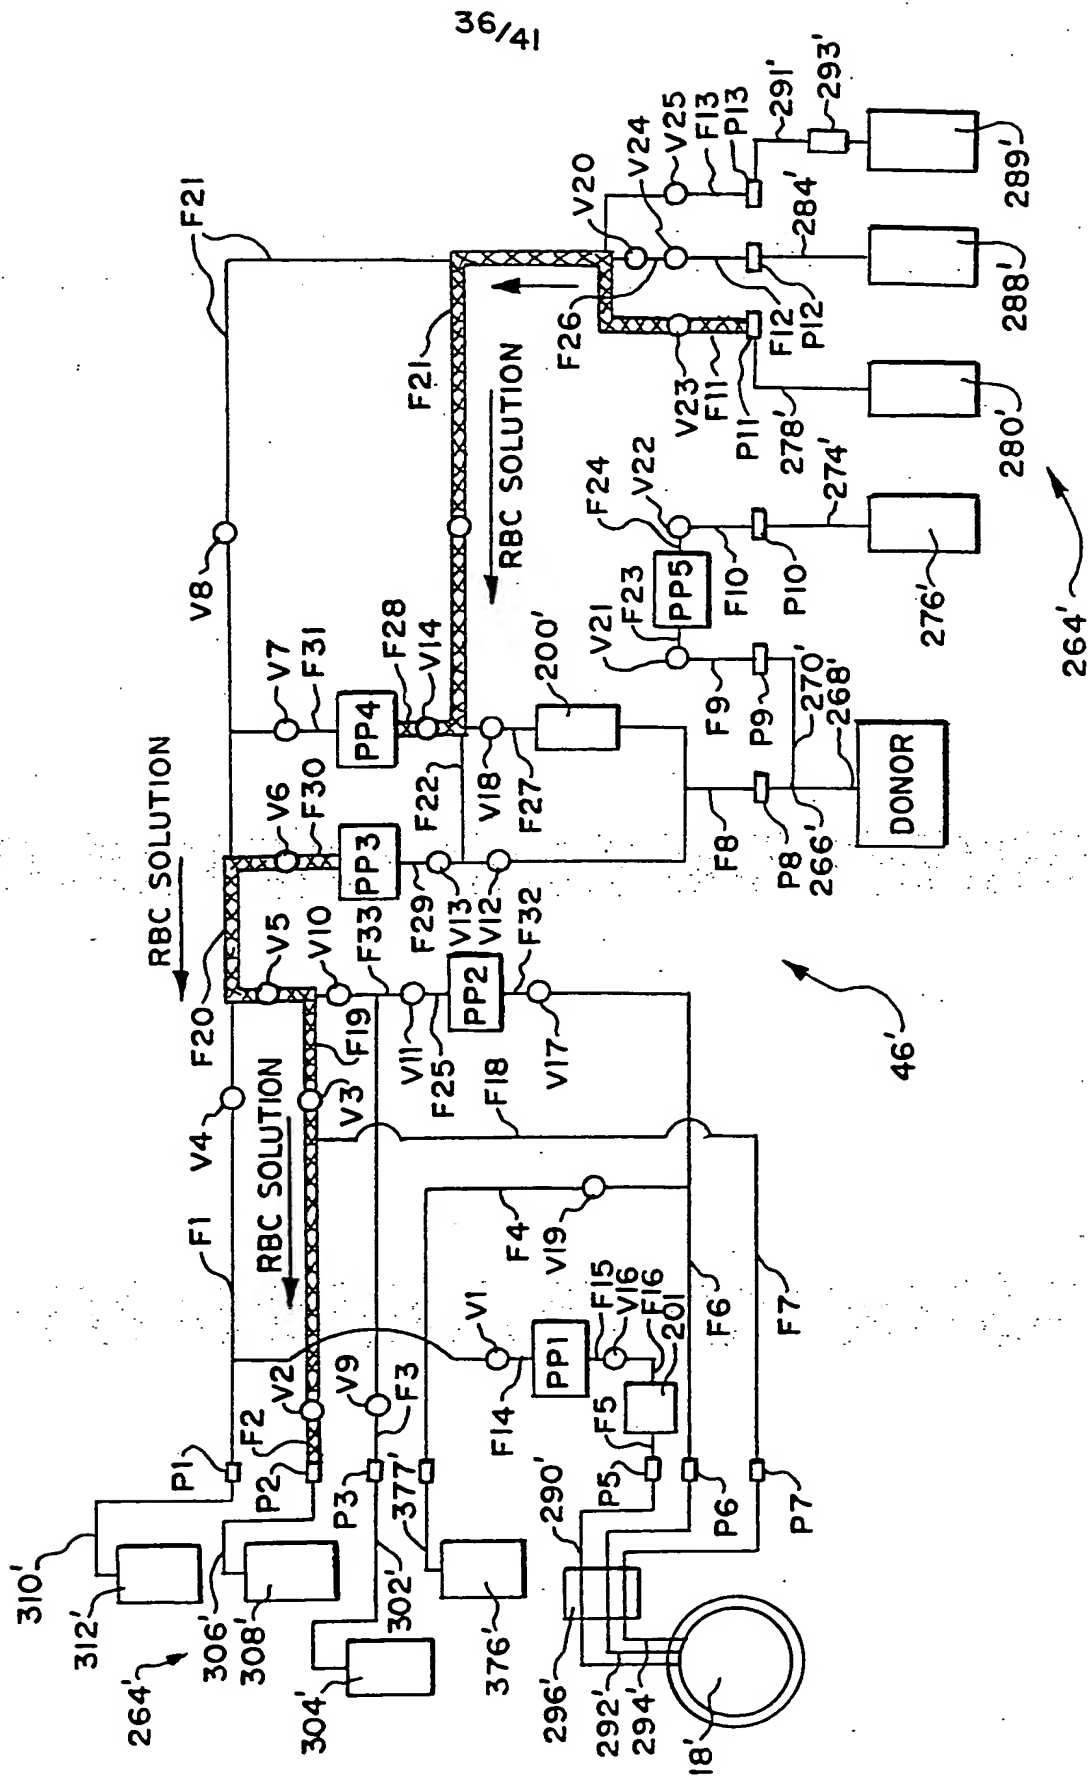 36/41
F21
V8
V7
F31
PP4
F28
V14
F21
RBC SOLUTION
V20
V24
V25
F13
P13
291'
293'
289'
F26
F12
P12
284'
288'
V23
F11
P11
278'
280'
264'
F24
V22
F23
PP5
V21
F10
P10
274'
276'
F9
P9
270'
268'
200'
V18
F27
F22
RBC SOLUTION
V6
F30
PP3
F29
V13
V12
F8
P8
266'
DONOR
F20
V5
V10
F33
F19
V3
V11
F25
PP2
F32
V17
46'
F18
V4
F1
RBC SOLUTION
F4
V19
V1
F14
PP1
F15
V16
F16
201
F5
P5
F6
F7
V2
F2
V9
F3
P1
P2
P3
377'
290'
P6
P7
310'
312'
264'
306'
308'
302'
304'
376'
296'
292'
294'
18'